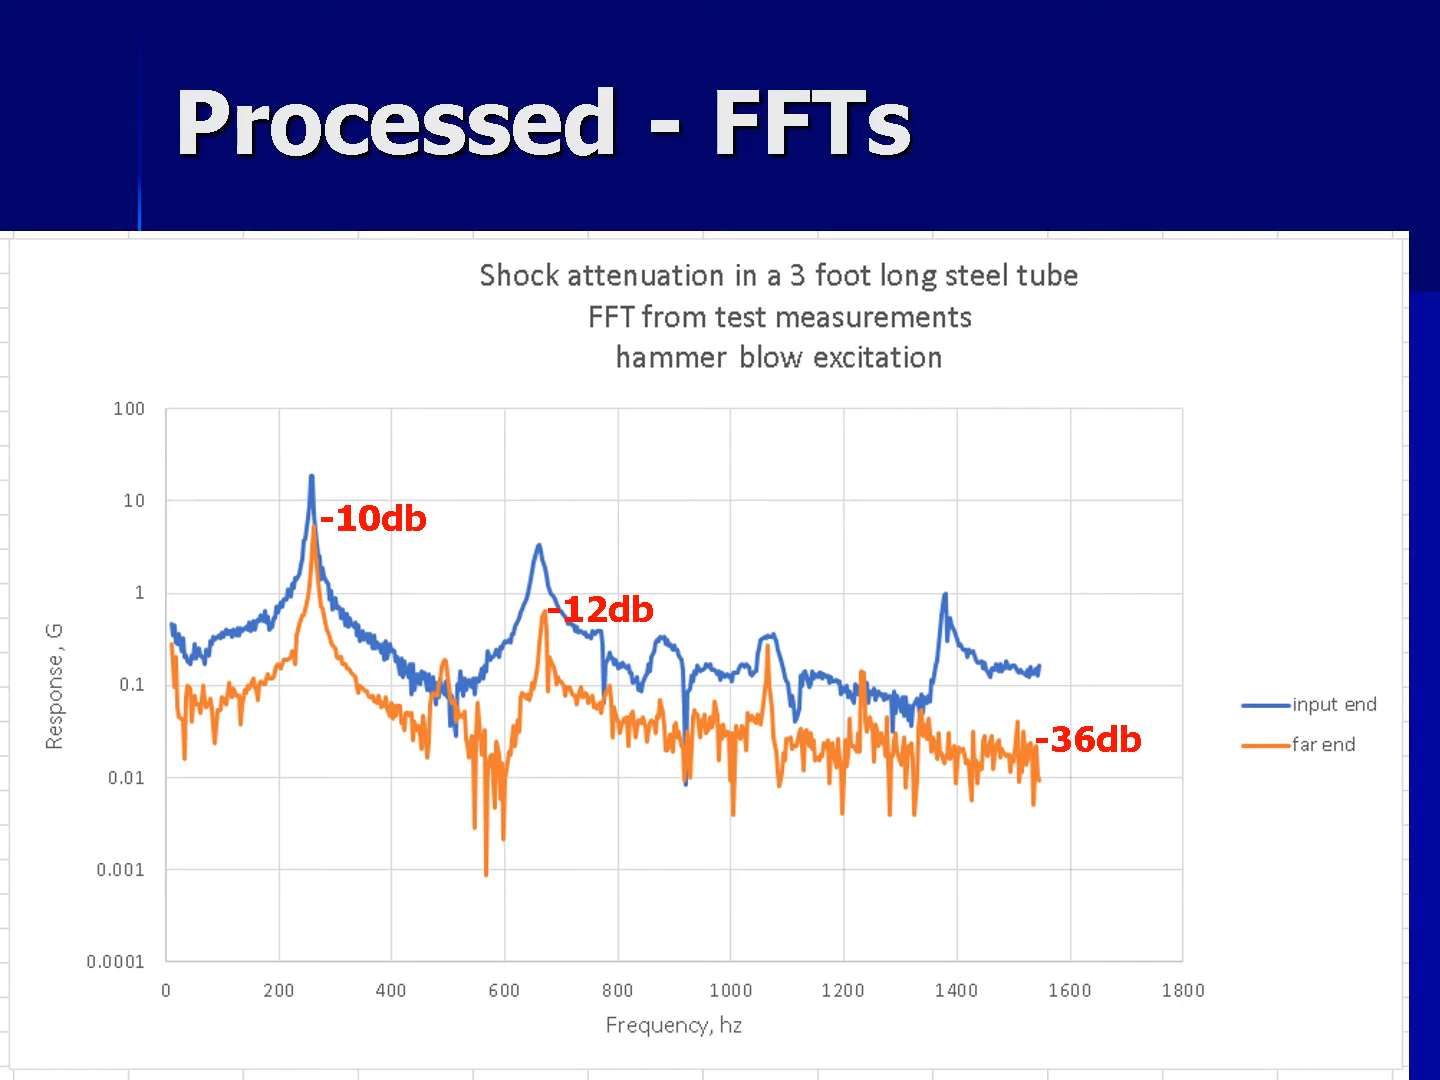 Processed - FFTs
Shock attenuation in a 3 foot long steel tube
FFT from test measurements
hammer blow excitation
100
10
1
0.1
0.01
0.001
0.0001
Response, G
-10db
-12db
-36db
input end
far end
0 200 400 600 800 1000 1200 1400 1600 1800
Frequency, hz